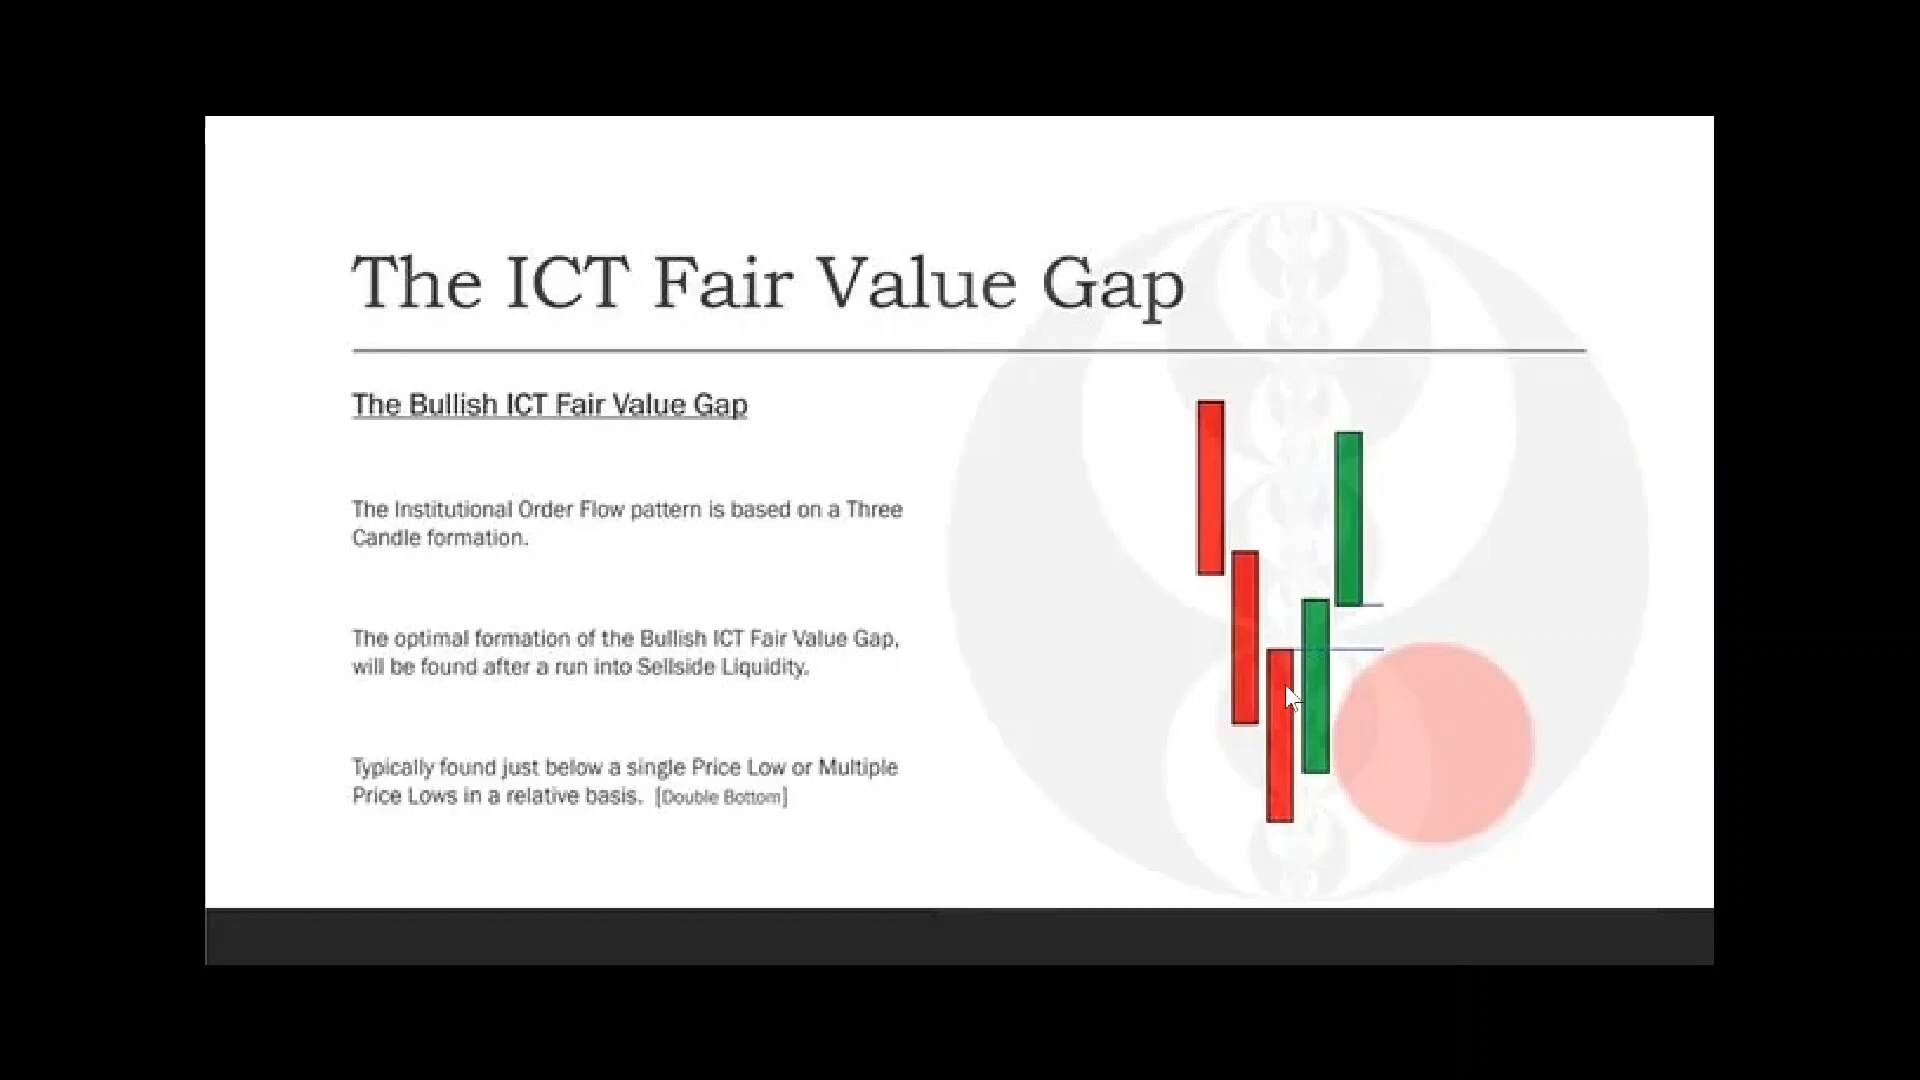 The ICT Fair Value Gap
The Bullish ICT Fair Value Gap
The Institutional Order Flow pattern is based on a Three
Candle formation.
The optimal formation of the Bullish ICT Fair Value Gap,
will be found after a run into Sellside Liquidity.
Typically found just below a single Price Low or Multiple
Price Lows in a relative basis. [Double Bottom]